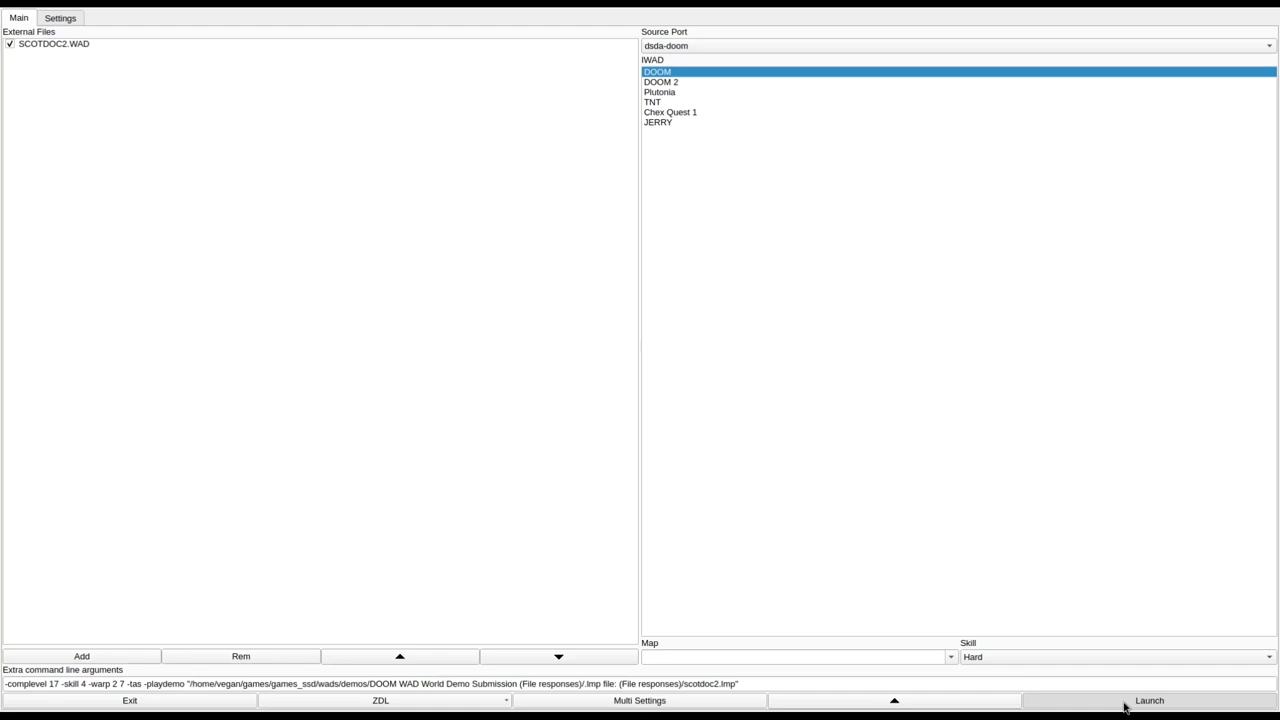 Main Settings
External Files
SCOTDOC2.WAD
Source Port
dsda-doom
IWAD
DOOM
DOOM 2
Plutonia
TNT
Chex Quest 1
JERRY
Map
Skill
Hard
Add
Rem
Extra command line arguments
-complevel 17 -skill 4 -warp 2 7 -tas -playdemo "/home/vegan/games/games_ssd/wads/demos/DOOM WAD World Demo Submission (File responses)/.lmp file: (File responses)/scotdoc2.lmp"
Exit
ZDL
Multi Settings
Launch